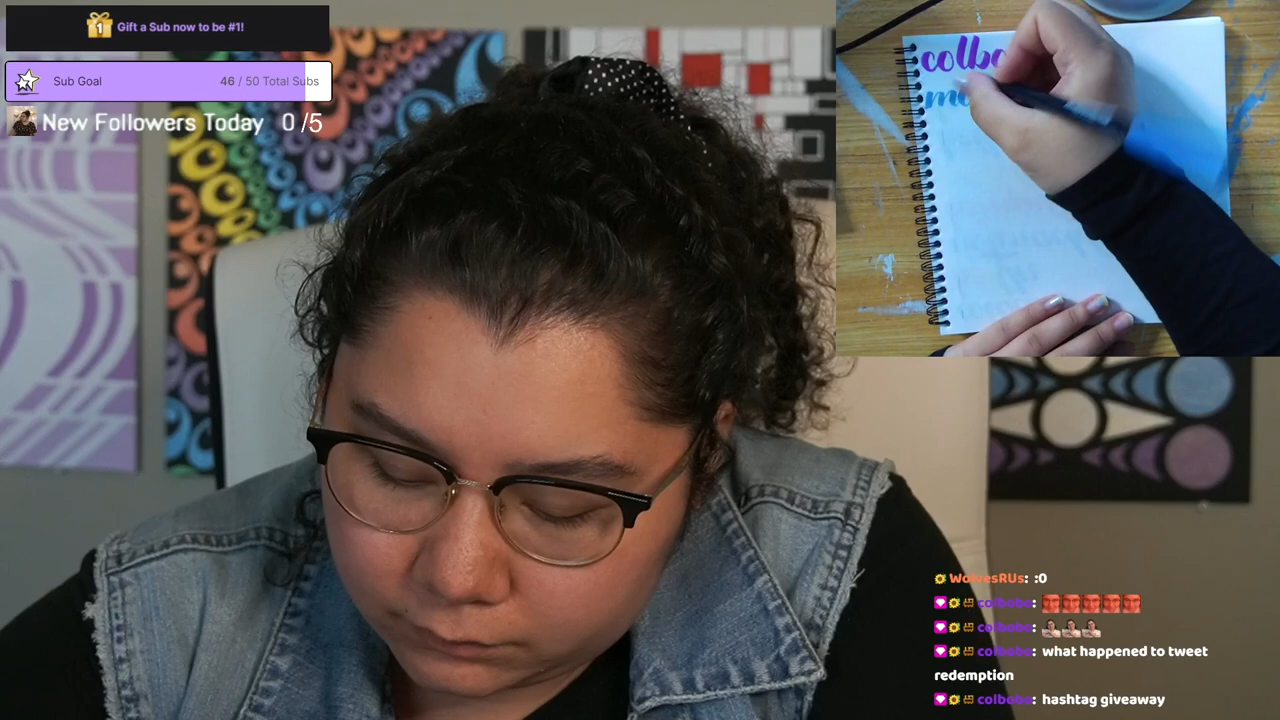 1
Gift a Sub now to be #1!
Sub Goal
46 / 50 Total Subs
New Followers Today 0 /5
colbo
WolvesRUs: :0
colbobo:
colbobo:
colbobo: what happened to tweet
redemption
colbobo: hashtag giveaway